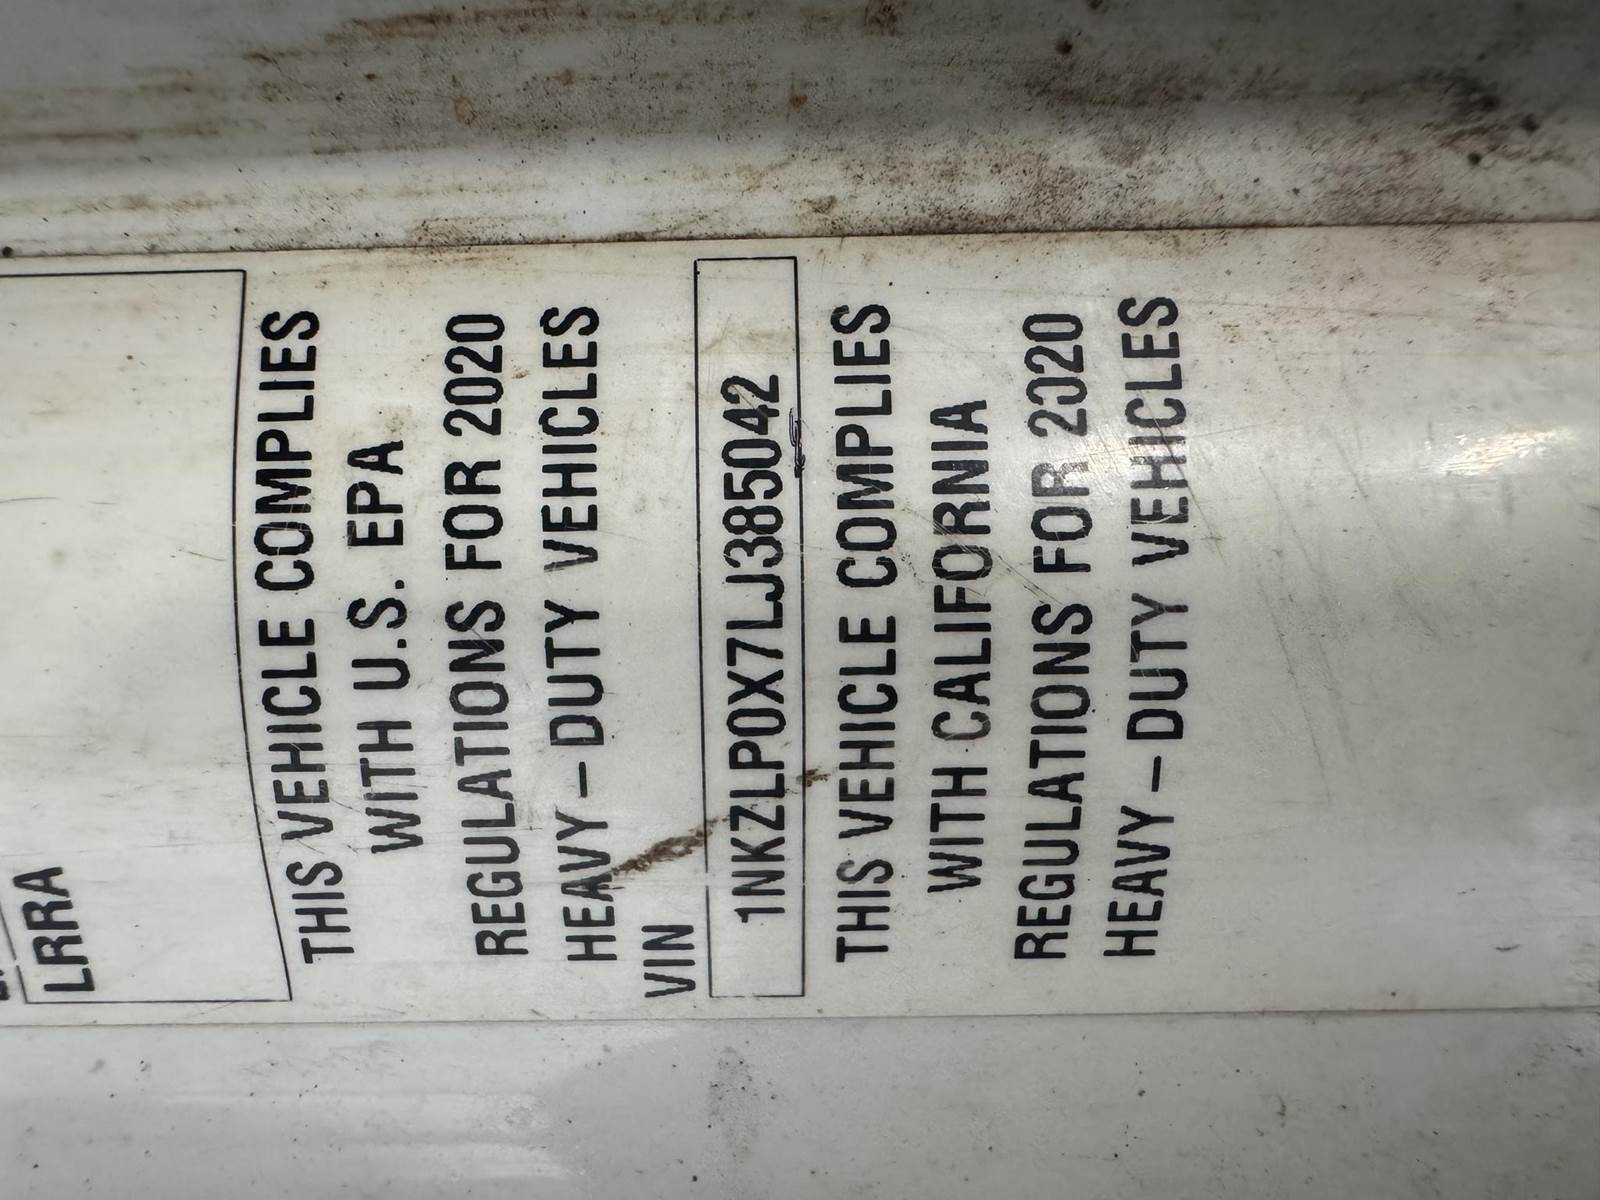 LRRA
THIS VEHICLE COMPLIES
WITH U.S. EPA
REGULATIONS FOR 2020
HEAVY – DUTY VEHICLES
VIN
1NKZLP0X7LJ385042
THIS VEHICLE COMPLIES
WITH CALIFORNIA
REGULATIONS FOR 2020
HEAVY – DUTY VEHICLES